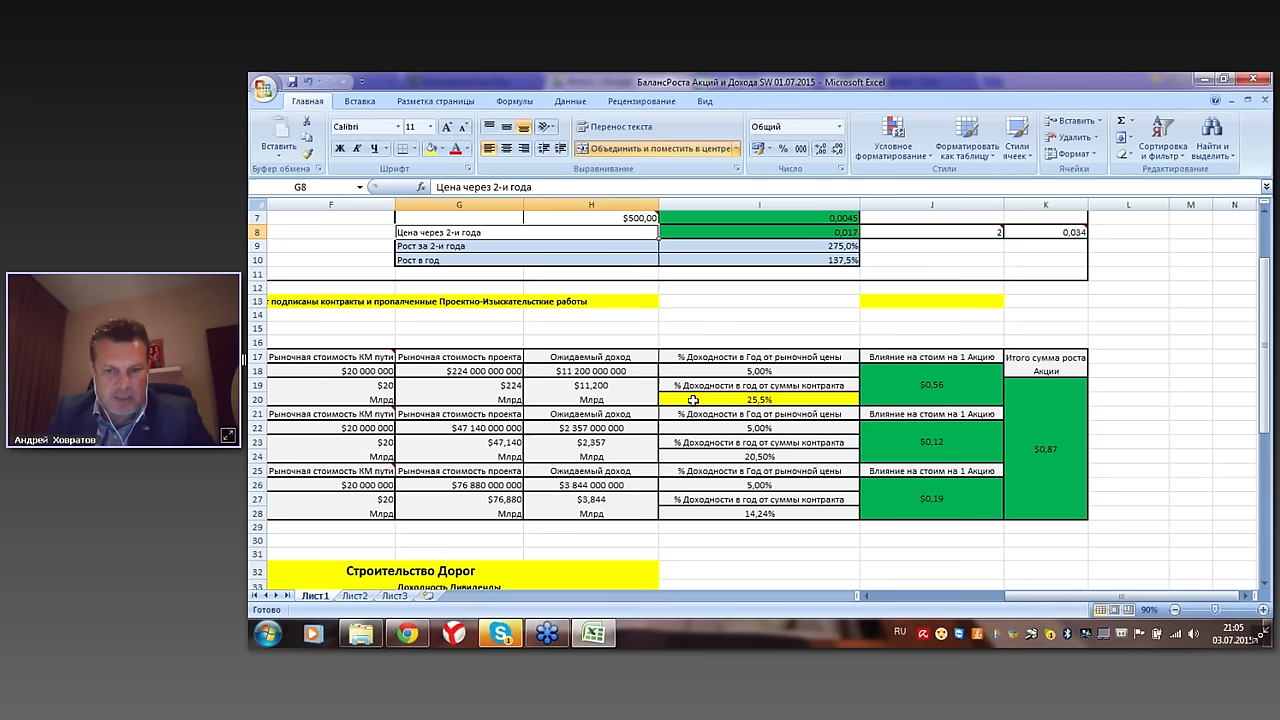 БалансРоста Акций и Дохода SW 01.07.2015 - Microsoft Excel
Главная Вставка Разметка страницы Формулы Данные Рецензирование Вид
Вставить
Calibri 11
Ж К Ч
Перенос текста
Объединить и поместить в центре
Общий
% 000
Условное форматирование
Форматировать как таблицу
Стили ячеек
Вставить
Удалить
Формат
Сортировка и фильтр
Найти и выделить
Буфер обмена Шрифт Выравнивание Число Стили Ячейки Редактирование
G8 fx Цена через 2-и года
F G H I J K L M N
7 $500,00 0,0045
8 Цена через 2-и года 0,017 2 0,034
9 Рост за 2-и года 275,0%
10 Рост в год 137,5%
11
12
13 т подписаны контракты и пропалченные Проектно-Изыскательсткие работы
14
15
16
17 Рыночная стоимость КМ пути Рыночная стоимость проекта Ожидаемый доход % Доходности в Год от рыночной цены Влияние на стоим на 1 Акцию Итого сумма роста
18 $20 000 000 $224 000 000 000 $11 200 000 000 5,00% Акции
19 $20 $224 $11,200 % Доходности в год от суммы контракта $0,56
20 Млрд Млрд Млрд 25,5%
21 Рыночная стоимость КМ пути Рыночная стоимость проекта Ожидаемый доход % Доходности в Год от рыночной цены Влияние на стоим на 1 Акцию
22 $20 000 000 $47 140 000 000 $2 357 000 000 5,00%
23 $20 $47,140 $2,357 % Доходности в год от суммы контракта $0,12 $0,87
24 Млрд Млрд Млрд 20,50%
25 Рыночная стоимость КМ пути Рыночная стоимость проекта Ожидаемый доход % Доходности в Год от рыночной цены Влияние на стоим на 1 Акцию
26 $20 000 000 $76 880 000 000 $3 844 000 000 5,00%
27 $20 $76,880 $3,844 % Доходности в год от суммы контракта $0,19
28 Млрд Млрд Млрд 14,24%
29
30
31
32 Строительство Дорог
33 Доходность Дивиденды
Лист1 Лист2 Лист3
Готово 90%
RU 21:05
03.07.2015
Андрей Ховратов